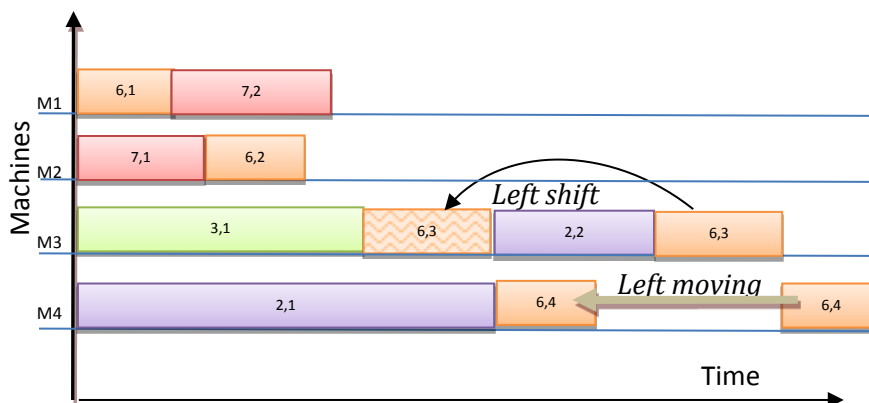 Machines
M1
6,1
7,2
M2
7,1
6,2
M3
3,1
6,3
Left shift
2,2
6,3
M4
2,1
6,4
Left moving
6,4
Time